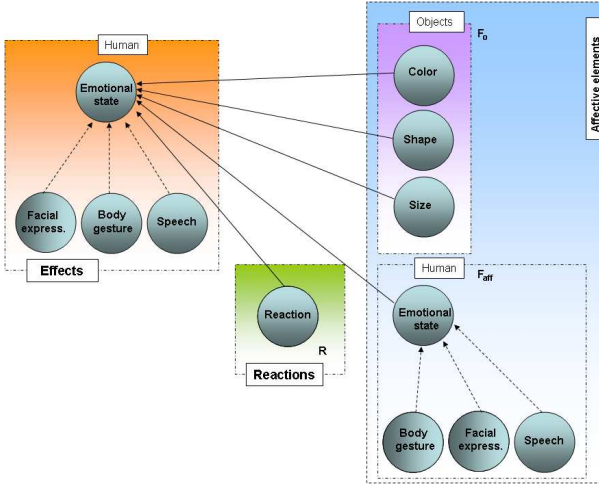 Human
Emotional
state
Facial
express.
Body
gesture
Speech
Effects
Objects
Fo
Color
Shape
Size
Affective elements
Reaction
R
Reactions
Human
Faff
Emotional
state
Body
gesture
Facial
express.
Speech